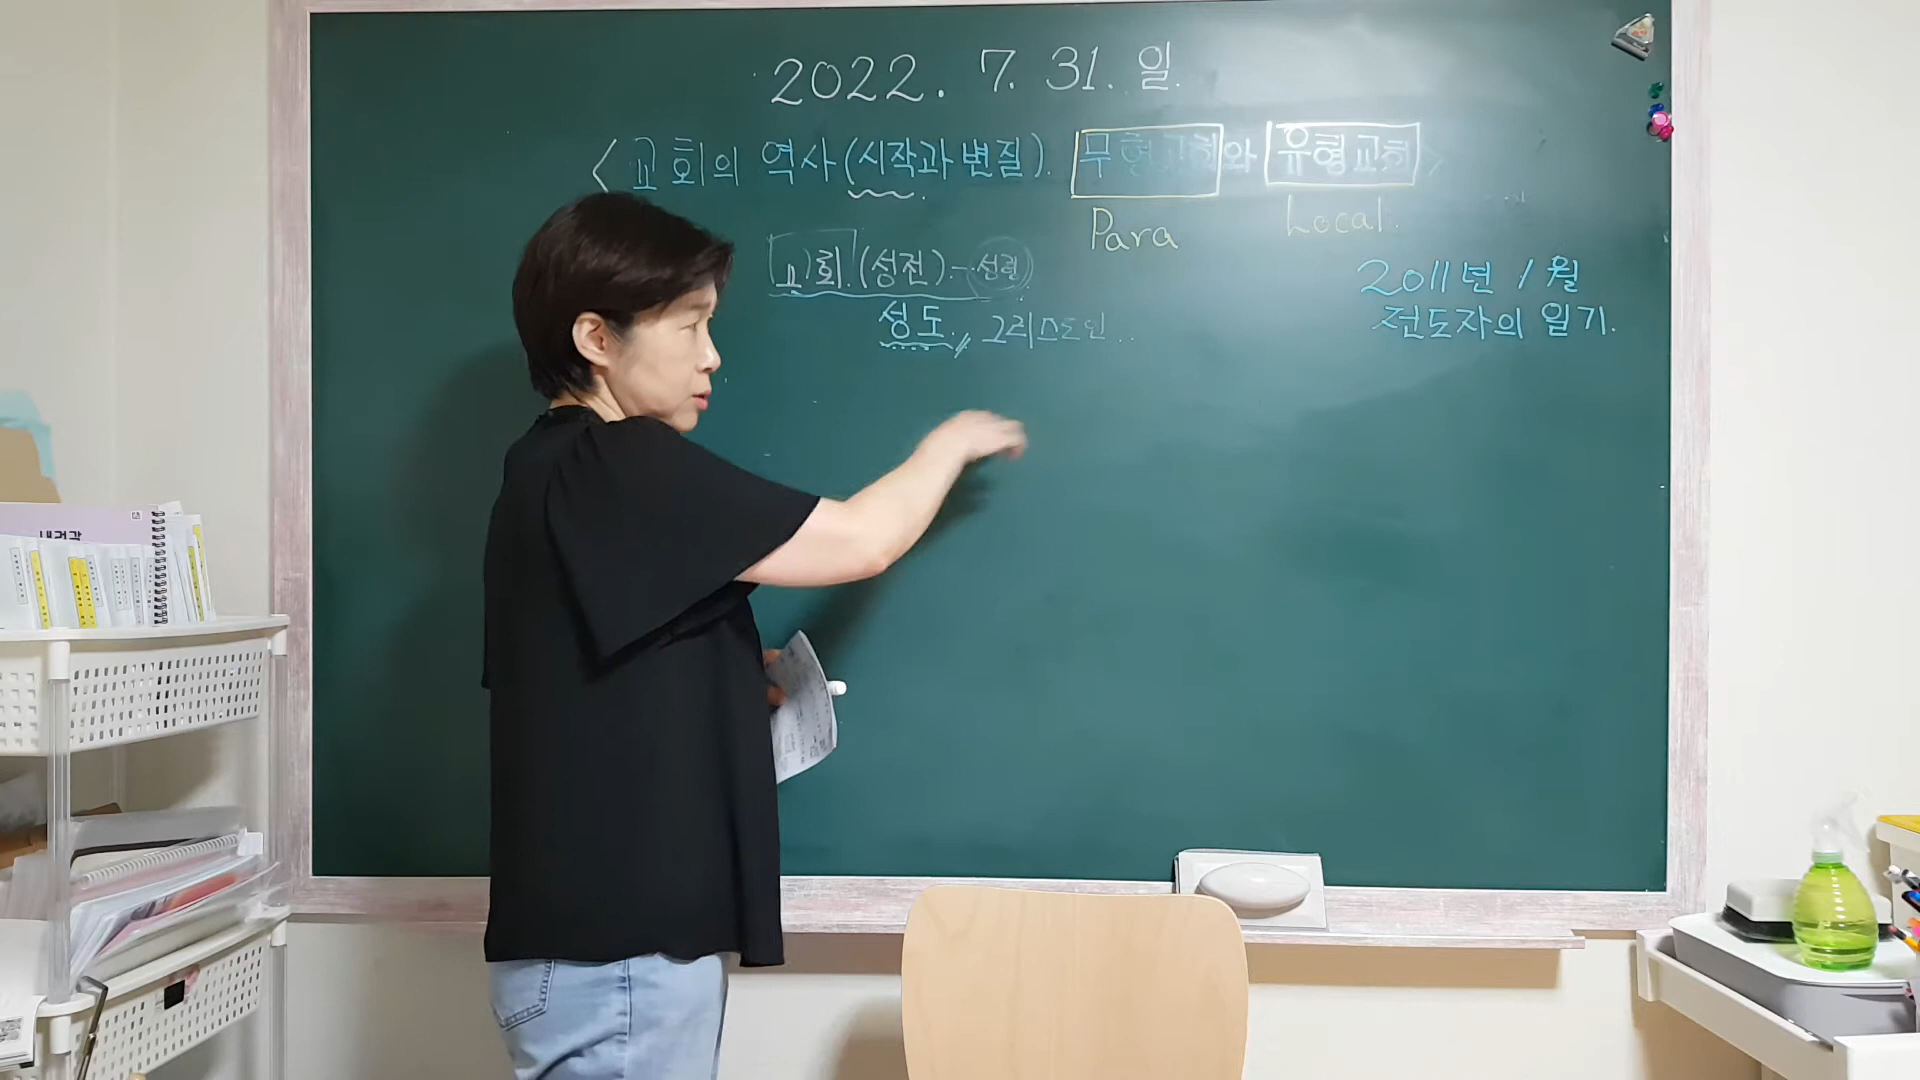 2022. 7. 31. 일.
<교회의 역사(시작과 변질). 무형교회와 유형교회>
Para Local.
교회.(성전).-성령
성도. 그리스도인..
2011년 1월
전도자의 일기.